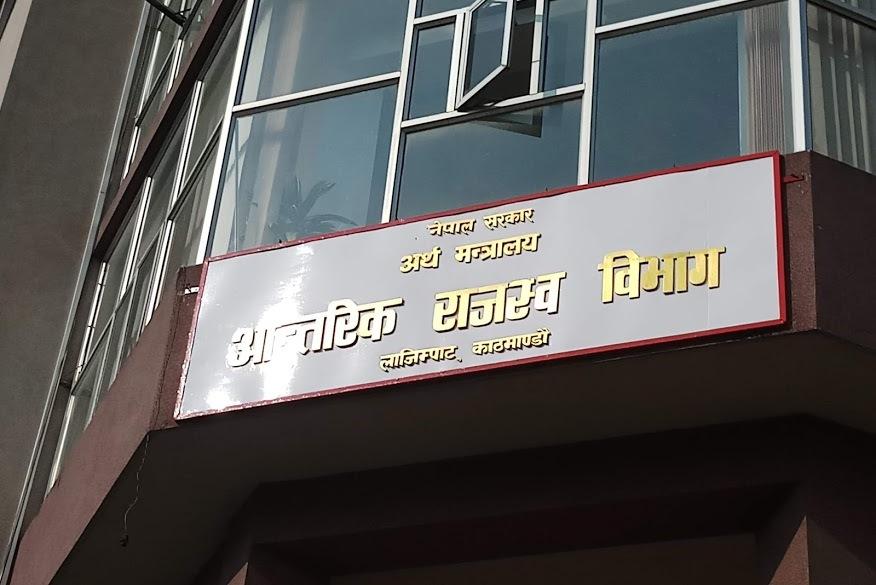 नेपाल सरकार
अर्थ मन्त्रालय
आन्तरिक राजस्व विभाग
लाजिम्पाट, काठमाण्डौ